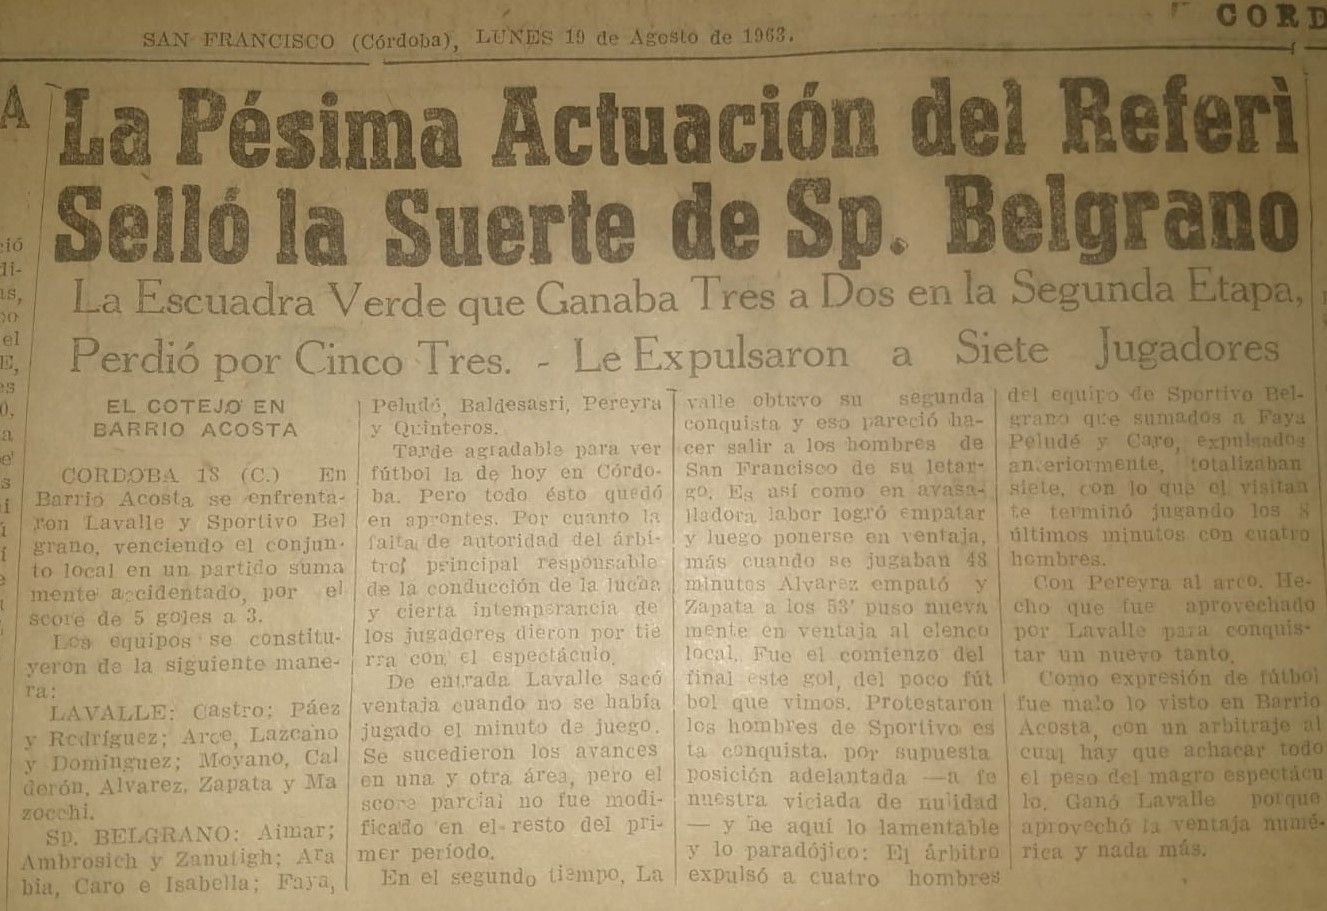 CORD
SAN FRANCISCO (Córdoba), LUNES 19 de Agosto de 1963.
La Pésima Actuación del Referì
Selló la Suerte de Sp. Belgrano
La Escuadra Verde que Ganaba Tres a Dos en la Segunda Etapa,
Perdió por Cinco Tres. - Le Expulsaron a Siete Jugadores
EL COTEJO EN
BARRIO ACOSTA
CORDOBA 18 (C.) En
Barrio Acosta se enfrenta-
ron Lavalle y Sportivo Bel
grano, venciendo el conjun-
to local en un partido suma
mente accidentado, por el
score de 5 goles a 3.
Los equipos se constitu-
yeron de la siguiente mane-
ra:
LAVALLE: Castro; Páez
y Rodríguez; Arce, Lazcano
y Domínguez; Moyano, Cal
derón, Alvarez, Zapata y Ma
zocchi.
Sp. BELGRANO: Aimar;
Ambrosich y Zanutigh; Ara
bia, Caro e Isabella; Faya,
Peludé, Baldesasri, Pereyra
y Quinteros.
Tarde agradable para ver
fútbol la de hoy en Córdo-
ba. Pero todo ésto quedó
en aprontes. Por cuanto la
falta de autoridad del árbi-
tro principal responsable
de la conducción de la lucha
y cierta intemperancia de
los jugadores dieron por tie
rra con el espectáculo.
De entrada Lavalle sacó
ventaja cuando no se había
jugado el minuto de juego.
Se sucedieron los avances
en una y otra área, pero el
score parcial no fue modi-
ficado en el resto del pri-
mer período.
En el segundo tiempo, La
valle obtuvo su segunda
conquista y eso pareció ha-
cer salir a los hombres de
San Francisco de su letar-
go. Es así como en avasa-
lladora labor logró empatar
y luego ponerse en ventaja,
más cuando se jugaban 48
minutos Alvarez empató y
Zapata a los 53' puso nueva
mente en ventaja al elenco
local. Fue el comienzo del
final este gol, del poco fút
bol que vimos. Protestaron
los hombres de Sportivo es
ta conquista, por supuesta
posición adelantada —a fe
nuestra viciada de nulidad
— y he aquí lo lamentable
y lo paradójico: El árbitro
expulsó a cuatro hombres
del equipo de Sportivo Bel-
grano que sumados a Faya
Peludé y Caro, expulsados
anteriormente, totalizaban
siete, con lo que el visitan
te terminó jugando los 8
últimos minutos con cuatro
hombres.
Con Pereyra al arco. He-
cho que fue aprovechado
por Lavalle para conquis-
tar un nuevo tanto.
Como expresión de fútbol
fue malo lo visto en Barrio
Acosta, con un arbitraje al
cual hay que achacar todo
el peso del magro espectácu
lo. Ganó Lavalle porque
aprovechó la ventaja numé-
rica y nada más.